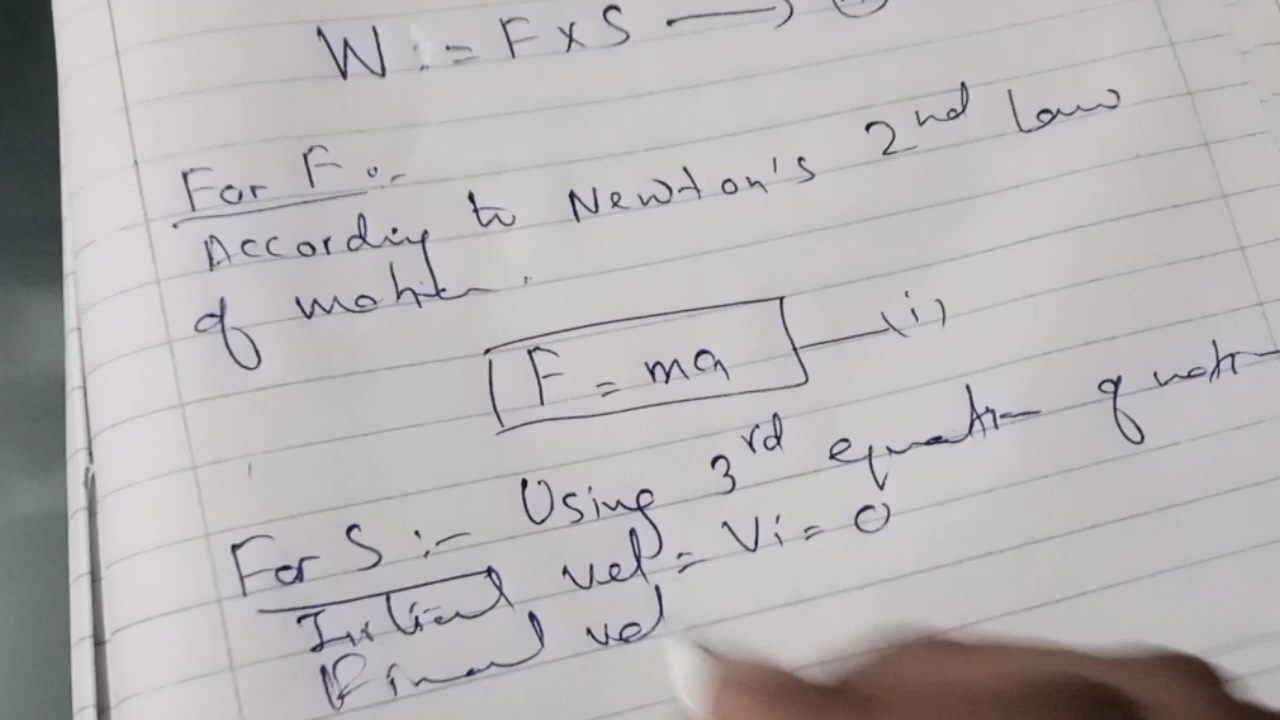 W :- = F x S →
For F :-
According to Newton's 2nd law
of motion.
F = ma —(i)
For S :- Using 3rd equation of motion
Initial vel = Vi = 0
Final vel